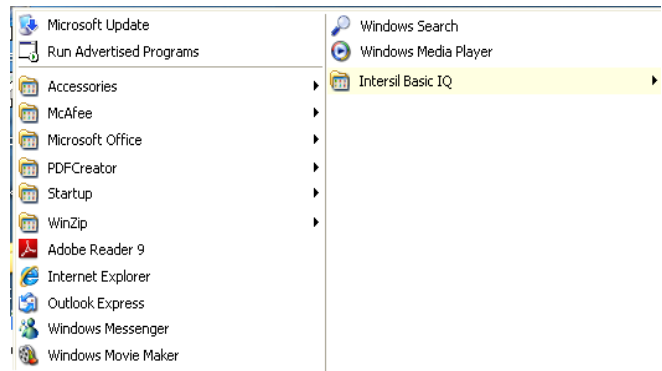 Microsoft Update
Run Advertised Programs
Accessories
McAfee
Microsoft Office
PDFCreator
Startup
WinZip
Adobe Reader 9
Internet Explorer
Outlook Express
Windows Messenger
Windows Movie Maker
Windows Search
Windows Media Player
Intersil Basic IQ